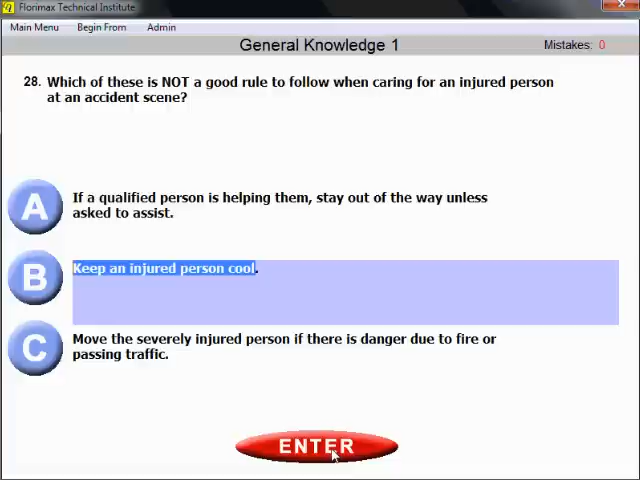 Florimax Technical Institute
Main Menu Begin From Admin
General Knowledge 1 Mistakes: 0
28. Which of these is NOT a good rule to follow when caring for an injured person
at an accident scene?
A If a qualified person is helping them, stay out of the way unless
asked to assist.
B Keep an injured person cool.
C Move the severely injured person if there is danger due to fire or
passing traffic.
ENTER